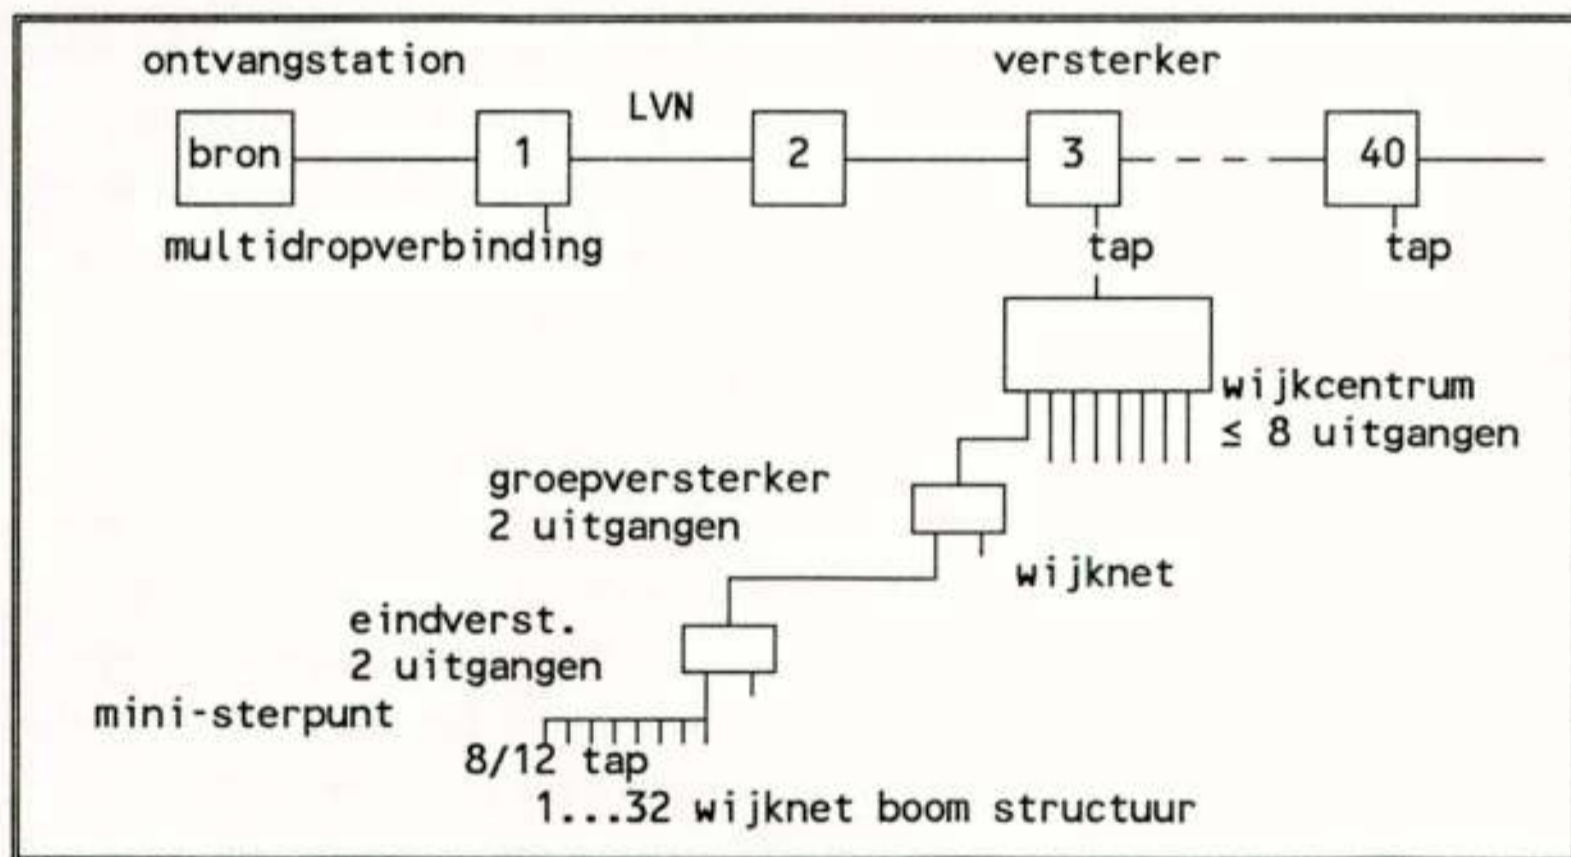 ontvangstation
versterker
LVN
bron
1
2
3
40
multidropverbinding
tap
tap
wijkcentrum
≤ 8 uitgangen
groepversterker
2 uitgangen
wijknet
eindverst.
2 uitgangen
mini-sterpunt
8/12 tap
1...32 wijknet boom structuur